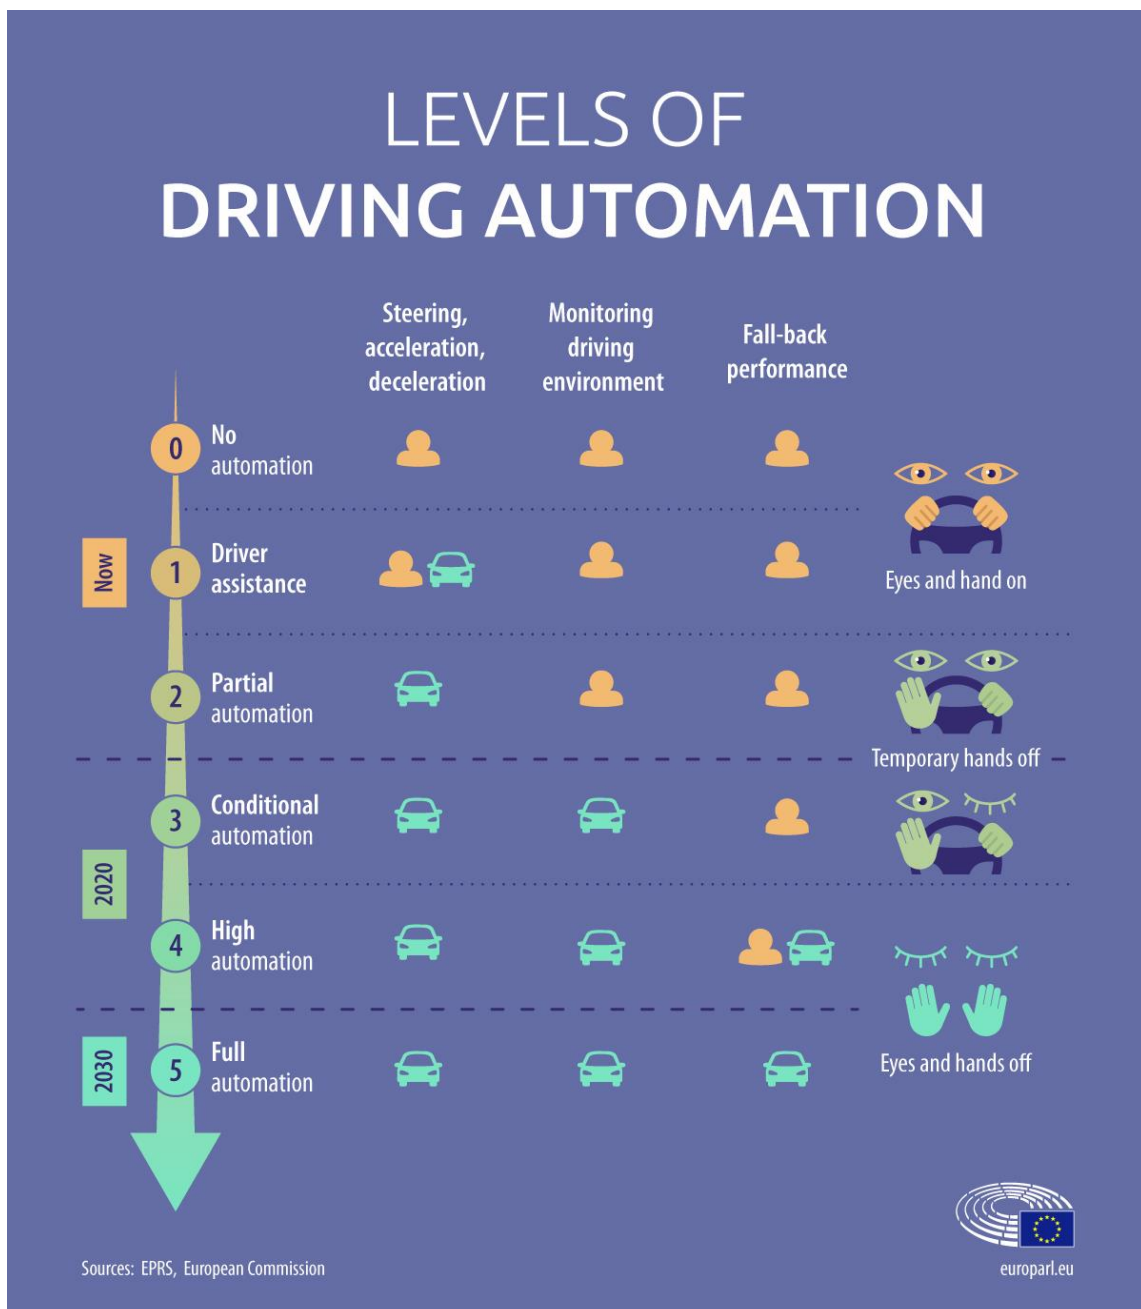 LEVELS OF
DRIVING AUTOMATION
Steering,
acceleration,
deceleration
Monitoring
driving
environment
Fall-back
performance
0
No
automation
Now
1
Driver
assistance
Eyes and hand on
2
Partial
automation
Temporary hands off
3
Conditional
automation
2020
4
High
automation
2030
5
Full
automation
Eyes and hands off
Sources: EPRS, European Commission
europarl.eu